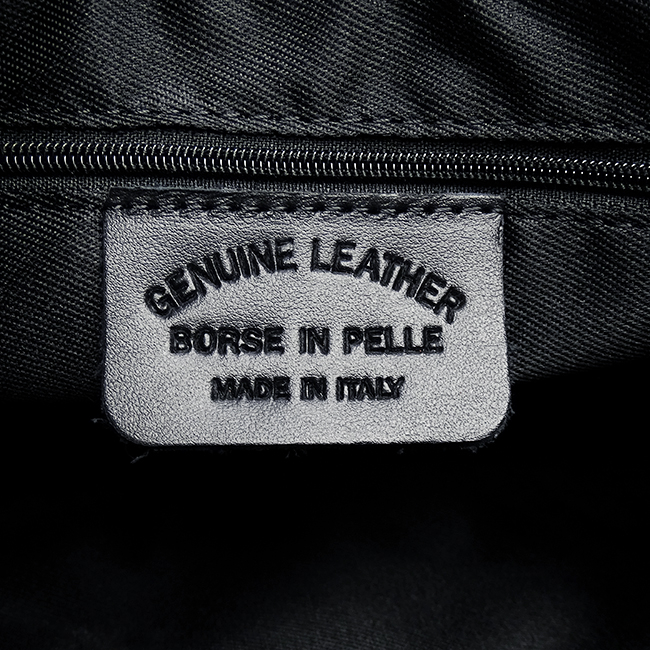 GENUINE LEATHER
BORSE IN PELLE
MADE IN ITALY